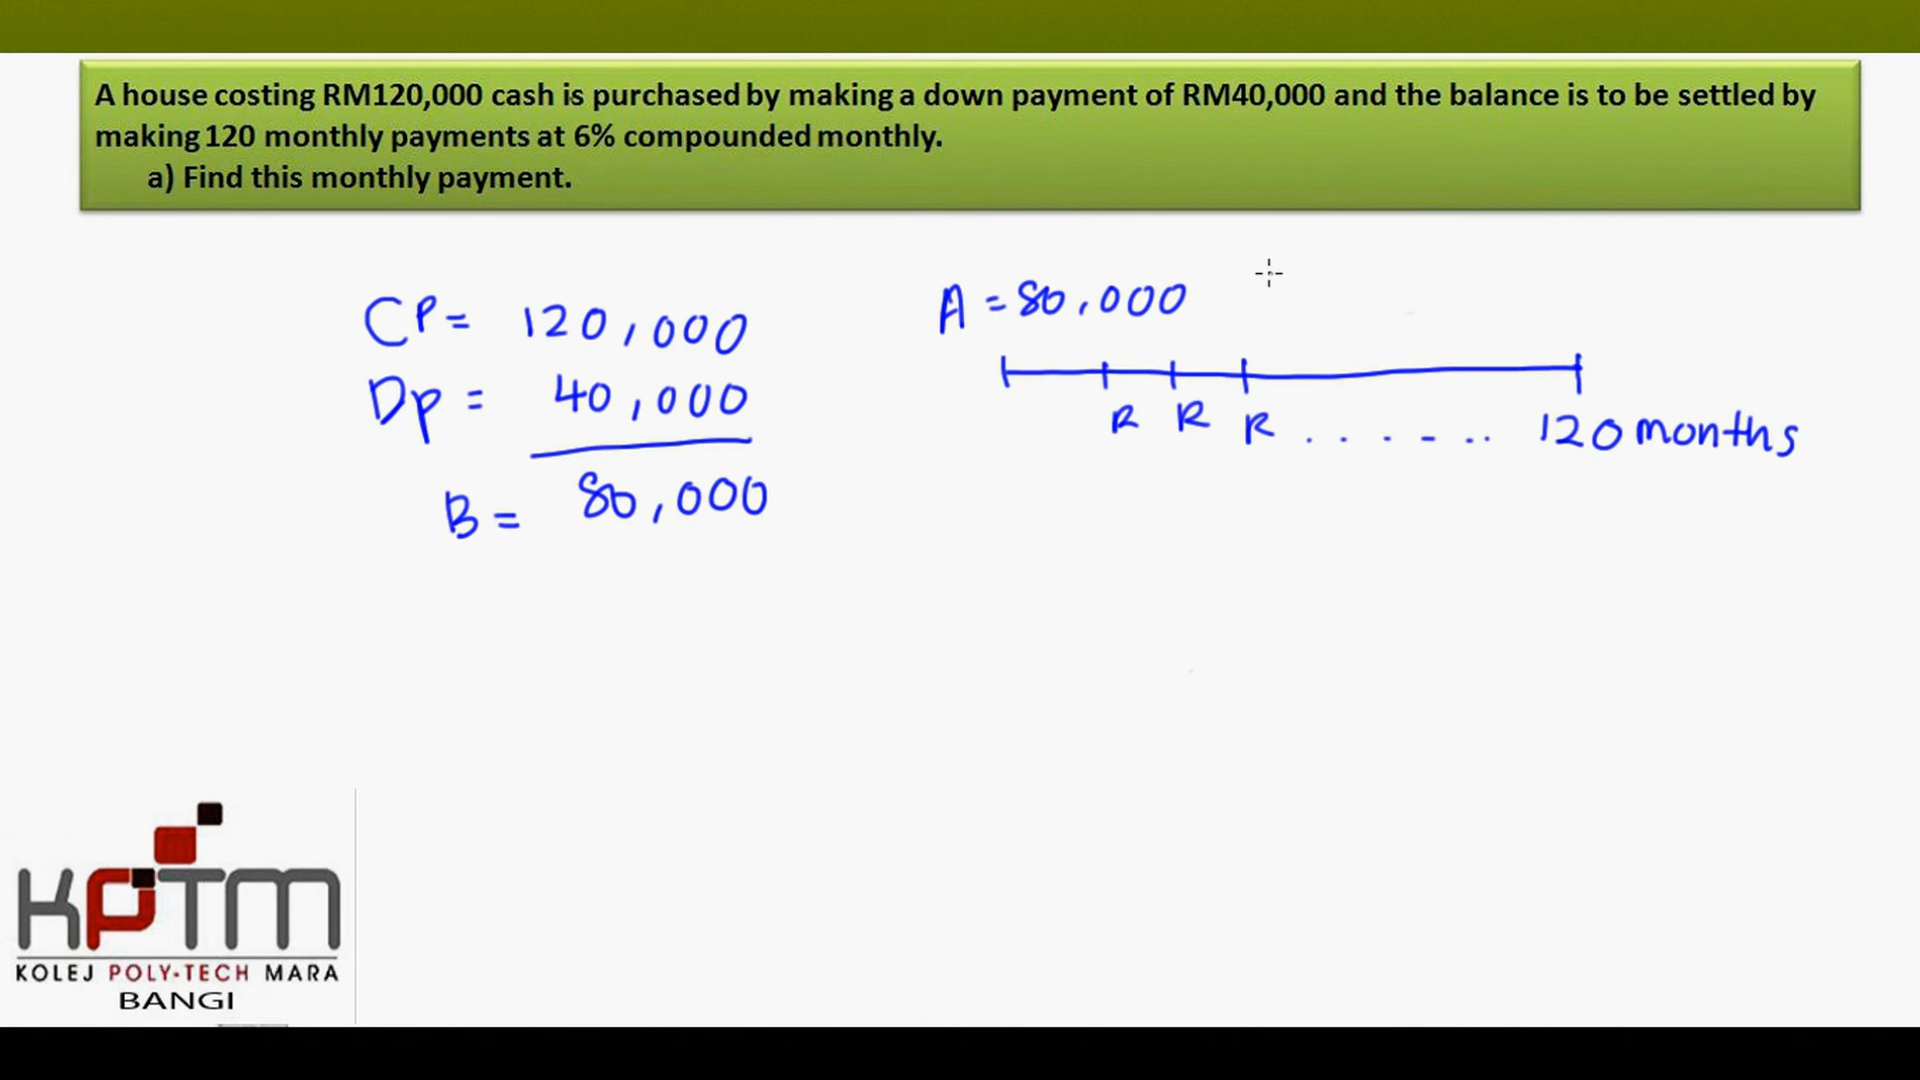 A house costing RM120,000 cash is purchased by making a down payment of RM40,000 and the balance is to be settled by
making 120 monthly payments at 6% compounded monthly.
a) Find this monthly payment.
CP = 120,000
Dp = 40,000
B = 80,000
A = 80,000
R R R . . . . - . . 120 months
KPTM
KOLEJ POLY-TECH MARA
BANGI